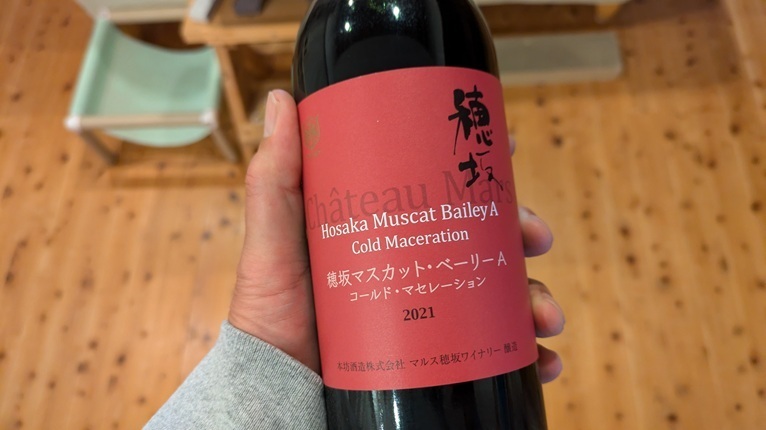 穂坂
Château Mars
Hosaka Muscat Bailey A
Cold Maceration
穂坂マスカット・ベーリーA
コールド・マセレーション
2021
本坊酒造株式会社 マルス穂坂ワイナリー 醸造